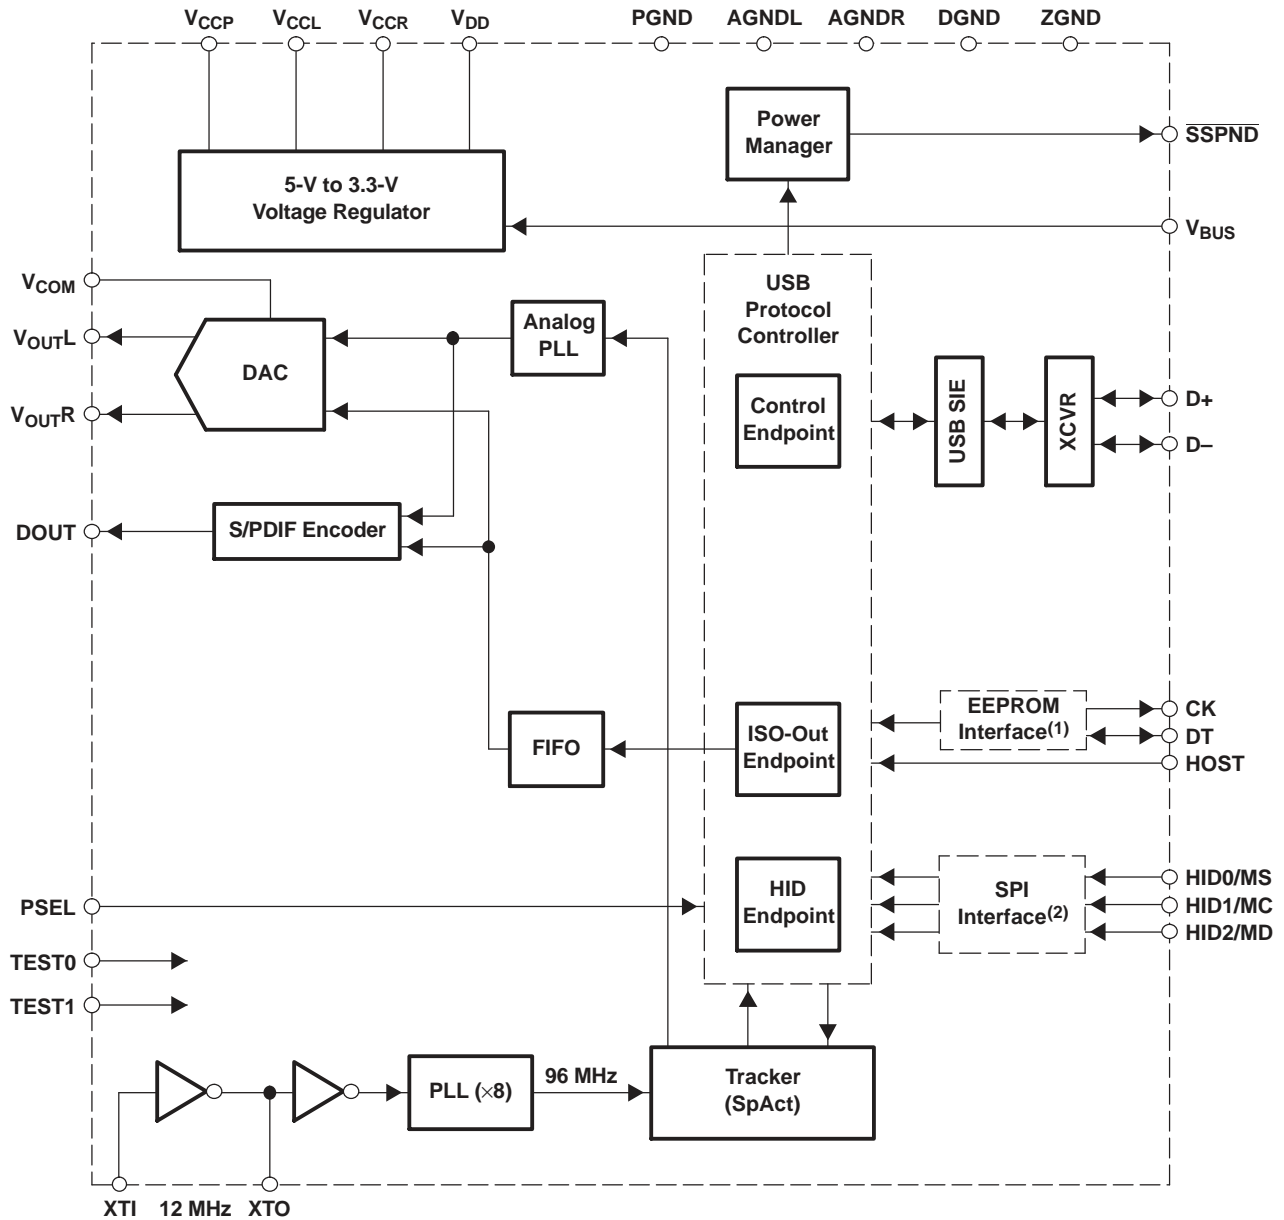 VCCP VCCL VCCR VDD PGND AGNDL AGNDR DGND ZGND
Power
Manager
SSPND
5-V to 3.3-V
Voltage Regulator
VBUS
VCOM
USB
Protocol
Controller
Analog
PLL
VOUTL
DAC
VOUTR
Control
Endpoint
USB SIE
XCVR
D+
D–
S/PDIF Encoder
DOUT
EEPROM
Interface(1)
CK
DT
HOST
ISO-Out
Endpoint
FIFO
HID
Endpoint
SPI
Interface(2)
HID0/MS
HID1/MC
HID2/MD
PSEL
TEST0
TEST1
PLL (×8)
96 MHz
Tracker
(SpAct)
XTI 12 MHz XTO